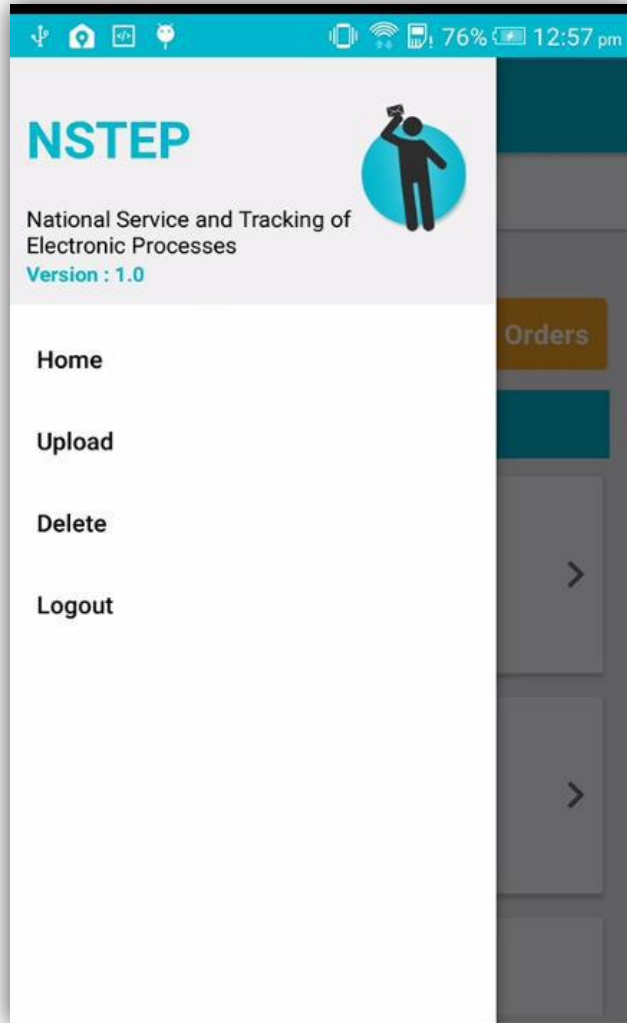 76% 12:57 pm
NSTEP
National Service and Tracking of
Electronic Processes
Version : 1.0
Orders
Home
Upload
Delete
Logout